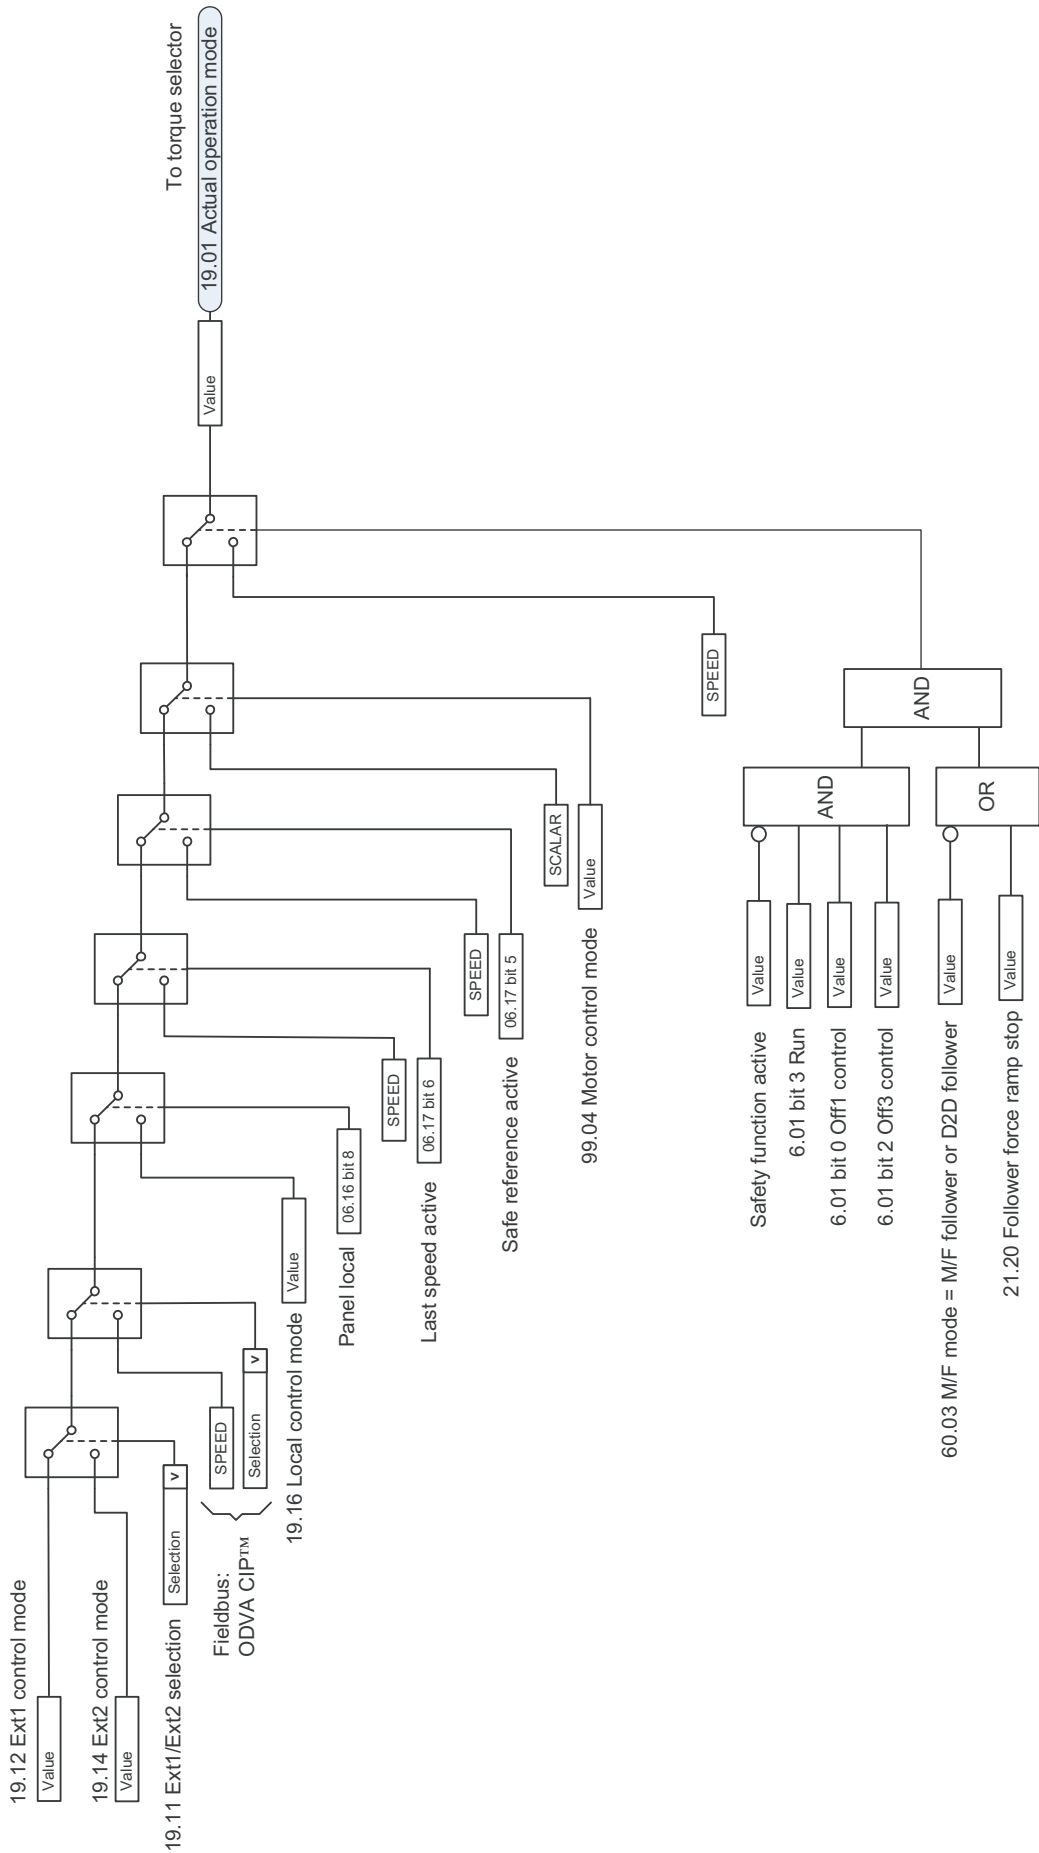 19.12 Ext1 control mode
Value
19.14 Ext2 control mode
Value
19.11 Ext1/Ext2 selection
Selection
v
Fieldbus:
ODVA CIP™
SPEED
Selection
v
19.16 Local control mode
Value
Panel local
06.16 bit 8
SPEED
Last speed active
06.17 bit 6
SPEED
Safe reference active
06.17 bit 5
SCALAR
99.04 Motor control mode
Value
SPEED
Safety function active
Value
6.01 bit 3 Run
Value
6.01 bit 0 Off1 control
Value
6.01 bit 2 Off3 control
Value
AND
60.03 M/F mode = M/F follower or D2D follower
Value
21.20 Follower force ramp stop
Value
OR
AND
Value
To torque selector
19.01 Actual operation mode